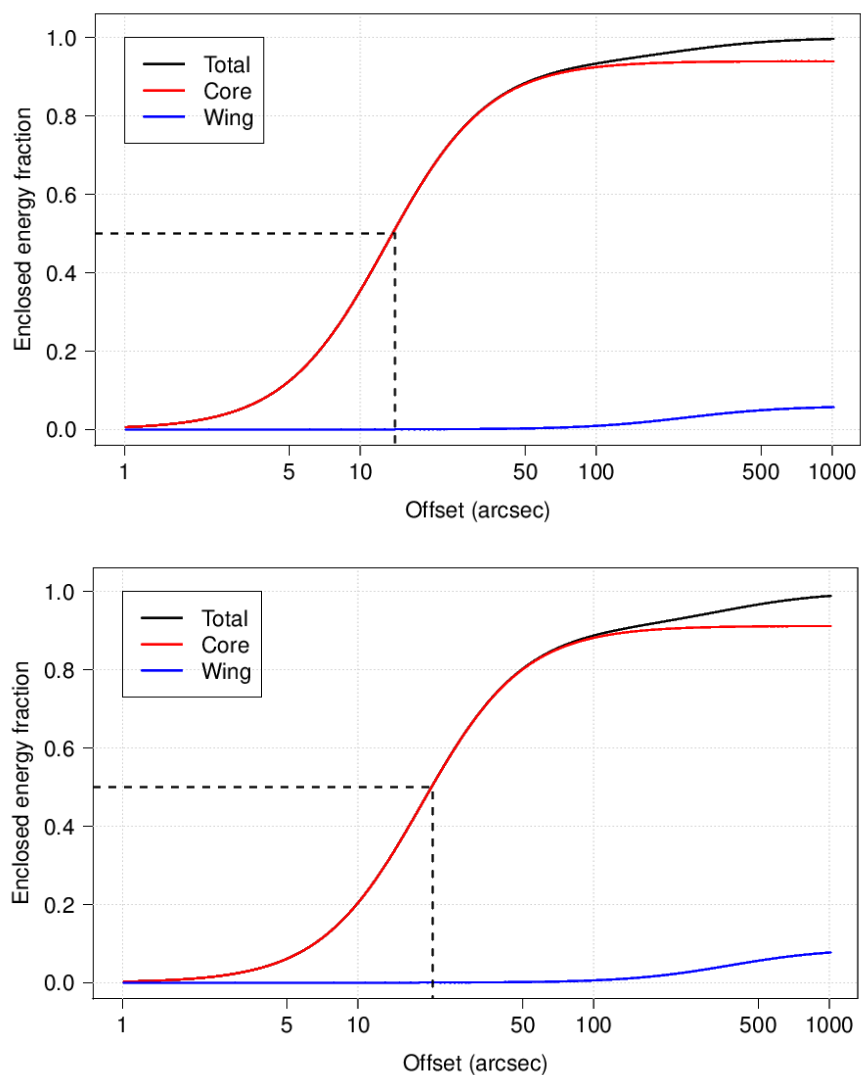 1.0
0.8
0.6
0.4
0.2
0.0
Enclosed energy fraction
Total
Core
Wing
1 5 10 50 100 500 1000
Offset (arcsec)
1.0
0.8
0.6
0.4
0.2
0.0
Enclosed energy fraction
Total
Core
Wing
1 5 10 50 100 500 1000
Offset (arcsec)